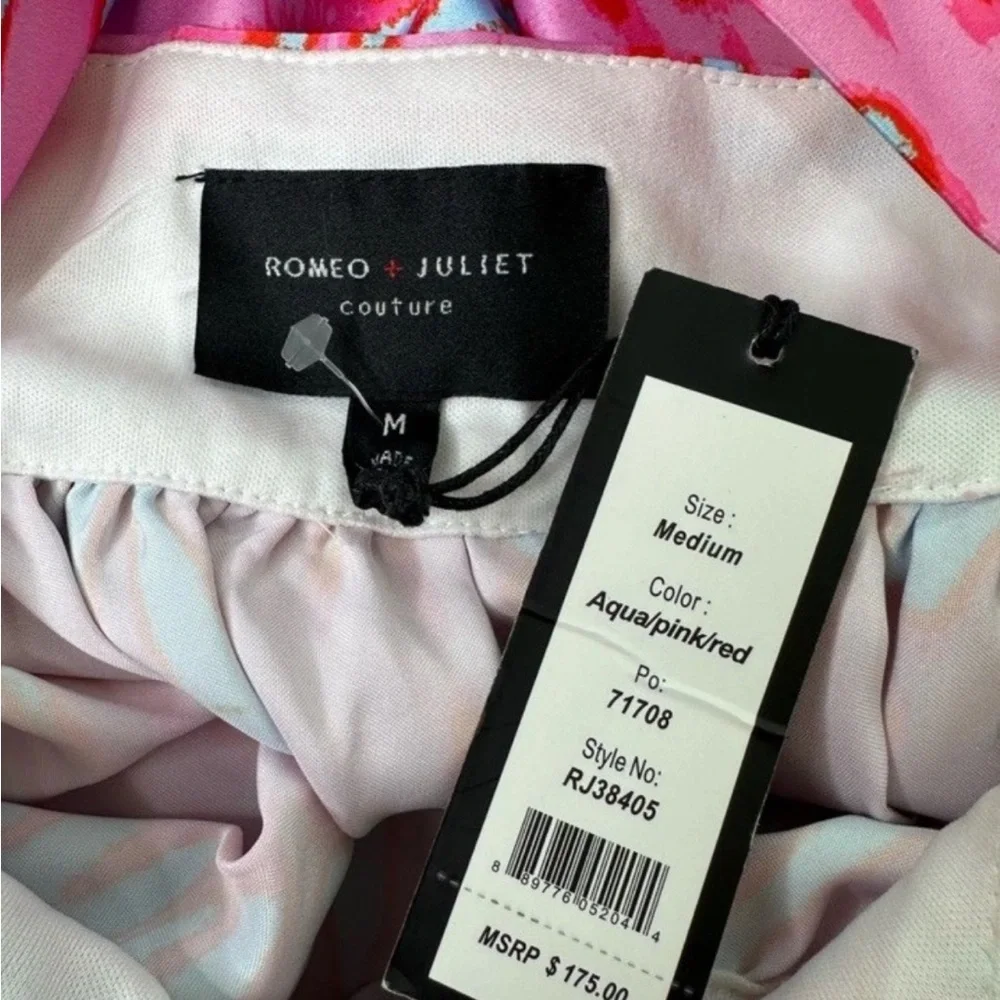 ROMEO + JULIET
couture
M
MADE
Size :
Medium
Color :
Aqua/pink/red
Po:
71708
Style No:
RJ38405
8 89776 05204 4
MSRP $ 175.00